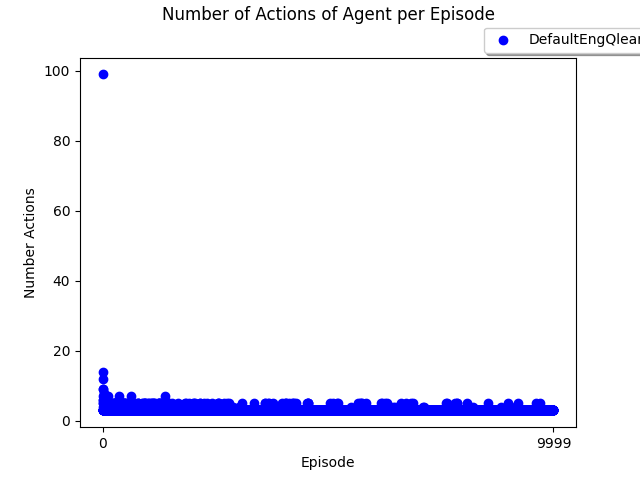 Number of Actions of Agent per Episode
DefaultEngQlear
100
80
60
40
20
0
Number Actions
0
9999
Episode